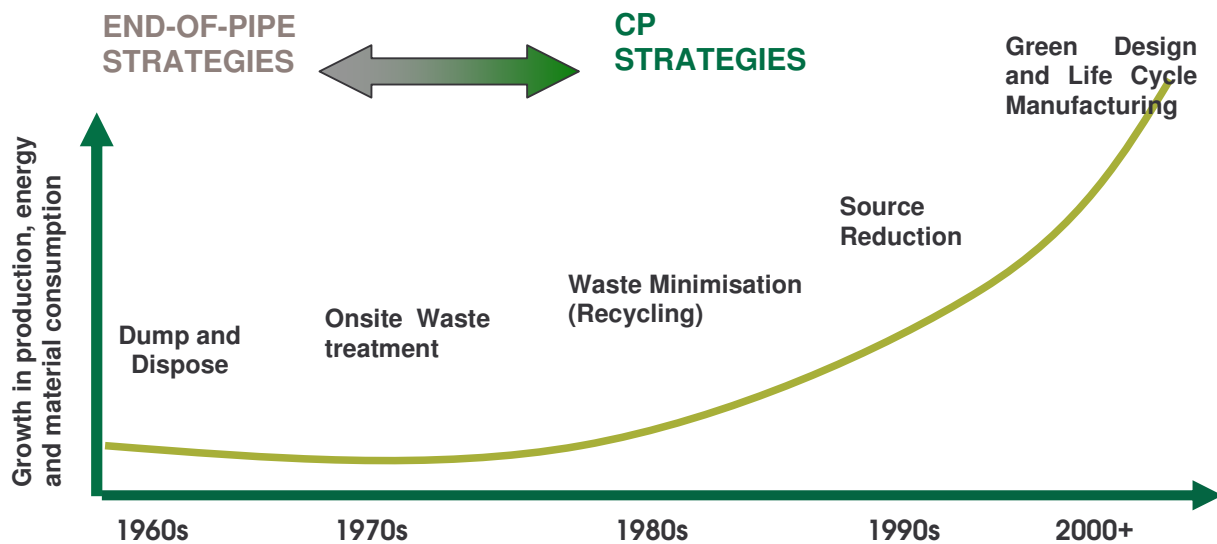 END-OF-PIPE
STRATEGIES
CP
STRATEGIES
Green Design
and Life Cycle
Manufacturing
Source
Reduction
Waste Minimisation
(Recycling)
Onsite Waste
treatment
Dump and
Dispose
Growth in production, energy
and material consumption
1960s
1970s
1980s
1990s
2000+